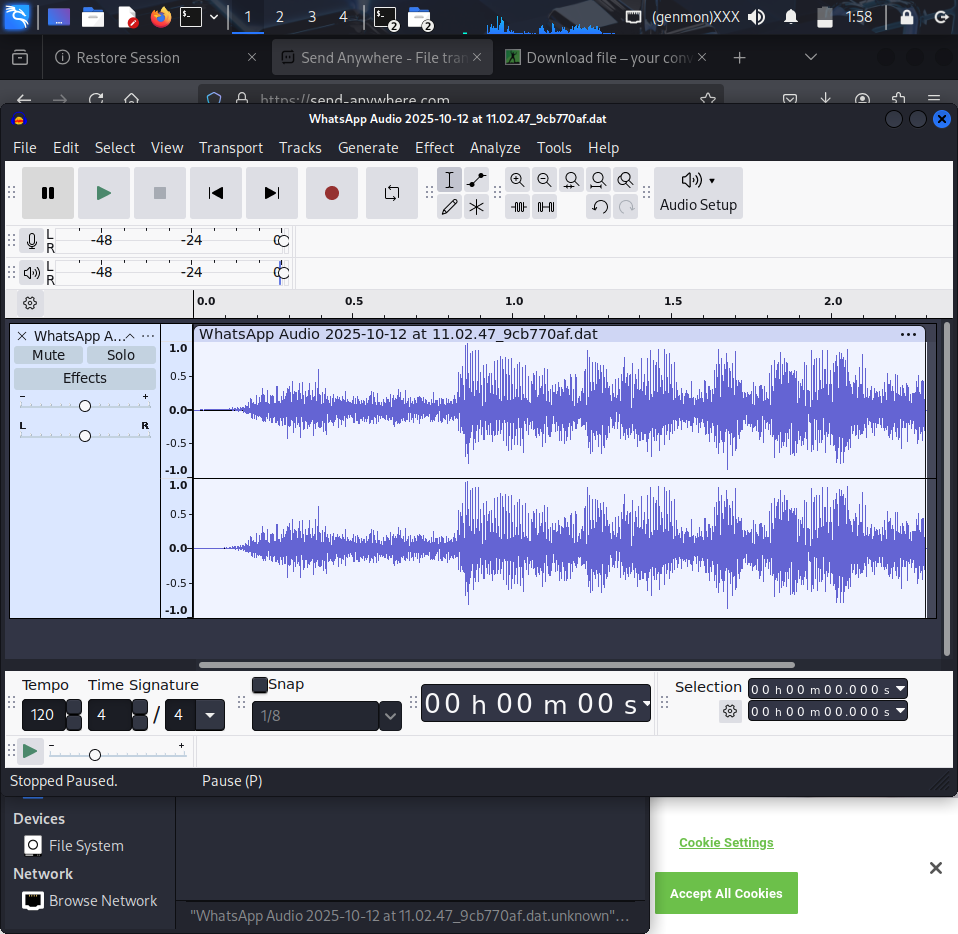 1 2 3 4 2 2 (genmon)XXX 1:58
Restore Session Send Anywhere - File tran Download file – your conv
https://send-anywhere.com
WhatsApp Audio 2025-10-12 at 11.02.47_9cb770af.dat
File Edit Select View Transport Tracks Generate Effect Analyze Tools Help
Audio Setup
L R -48 -24 0
L R -48 -24 0
0.0 0.5 1.0 1.5 2.0
WhatsApp A... WhatsApp Audio 2025-10-12 at 11.02.47_9cb770af.dat
Mute Solo
Effects
- +
L R
1.0
0.5
0.0
-0.5
-1.0
1.0
0.5
0.0
-0.5
-1.0
Tempo Time Signature Snap
120 4 / 4 1/8
00 h 00 m 00 s
Selection
00 h 00 m 00.000 s
00 h 00 m 00.000 s
- +
Stopped Paused. Pause (P)
Devices
File System
Network
Browse Network
"WhatsApp Audio 2025-10-12 at 11.02.47_9cb770af.dat.unknown"…
Cookie Settings
Accept All Cookies